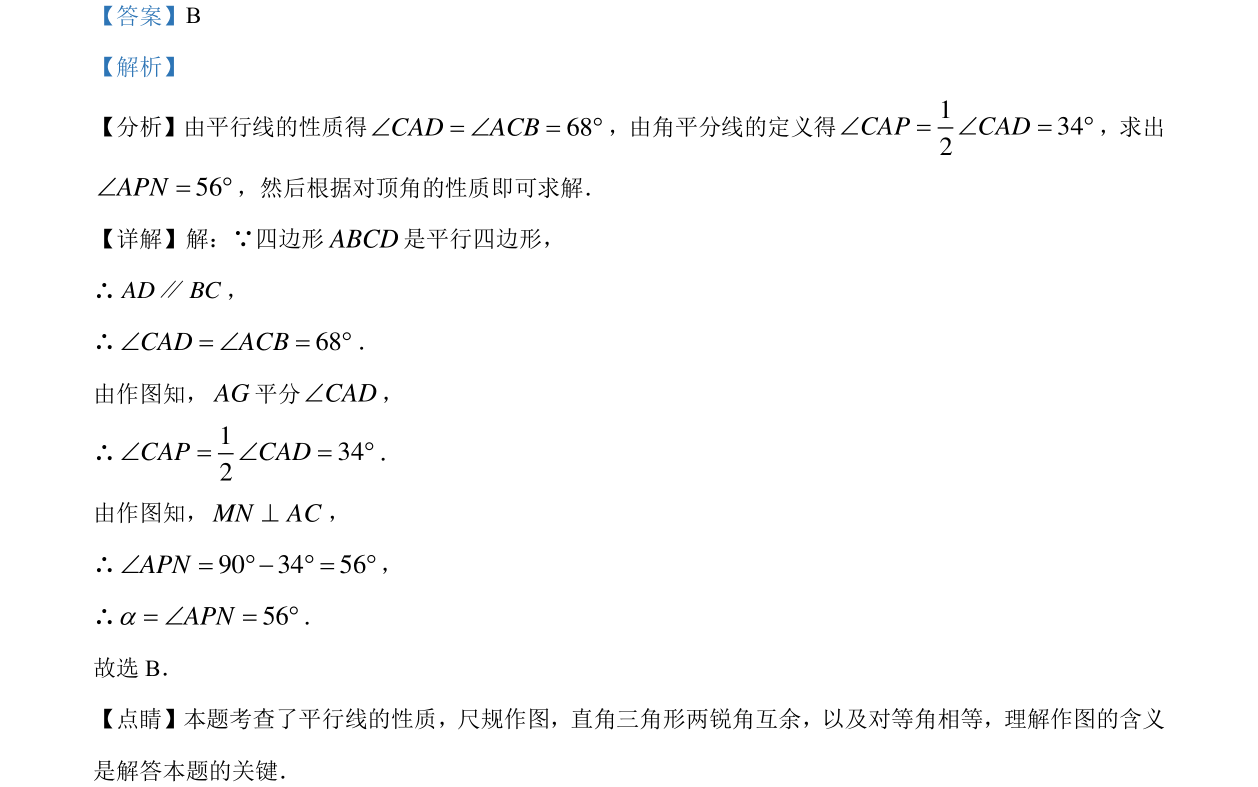 【答案】B
【解析】
【分析】由平行线的性质得∠CAD = ∠ACB = 68°，由角平分线的定义得∠CAP = 1/2 ∠CAD = 34°，求出
∠APN = 56°，然后根据对顶角的性质即可求解．
【详解】解：∵四边形 ABCD 是平行四边形，
∴ AD∥BC，
∴ ∠CAD = ∠ACB = 68°．
由作图知， AG 平分∠CAD，
∴ ∠CAP = 1/2 ∠CAD = 34°．
由作图知， MN ⊥ AC，
∴ ∠APN = 90° − 34° = 56°，
∴ α = ∠APN = 56°．
故选 B．
【点睛】本题考查了平行线的性质，尺规作图，直角三角形两锐角互余，以及对等角相等，理解作图的含义
是解答本题的关键．